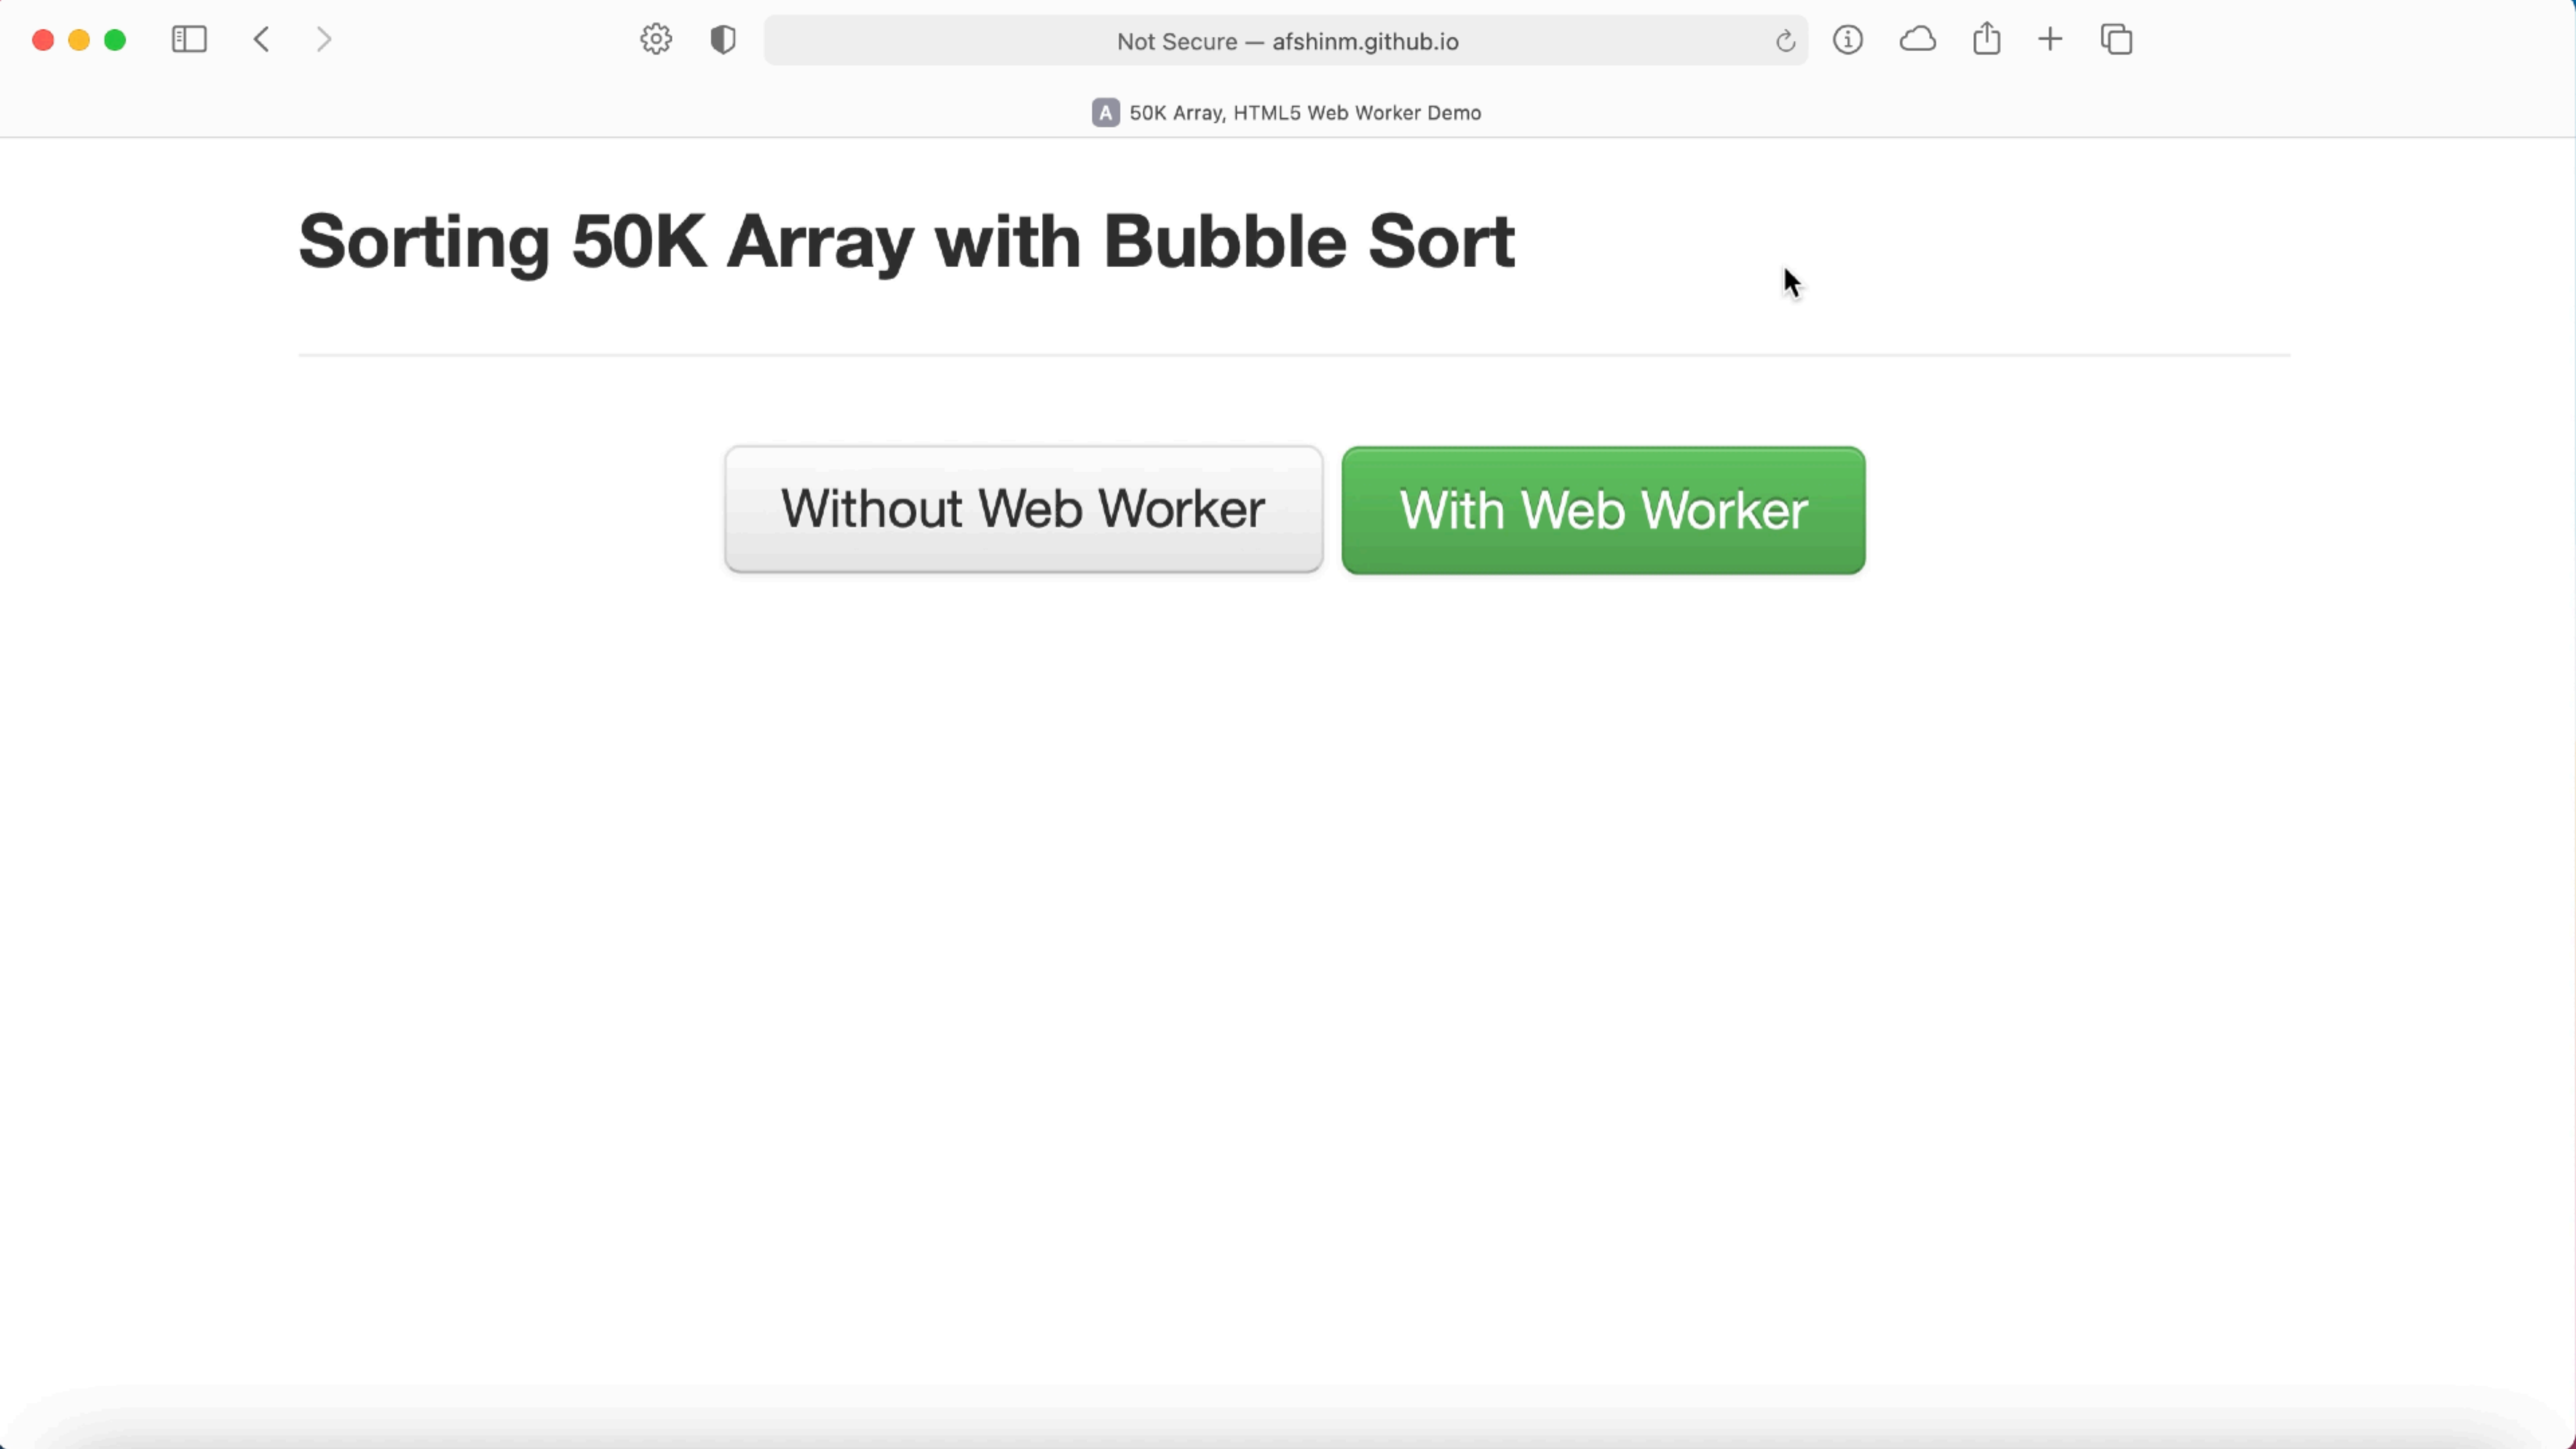 Not Secure — afshinm.github.io
A 50K Array, HTML5 Web Worker Demo
Sorting 50K Array with Bubble Sort
Without Web Worker
With Web Worker